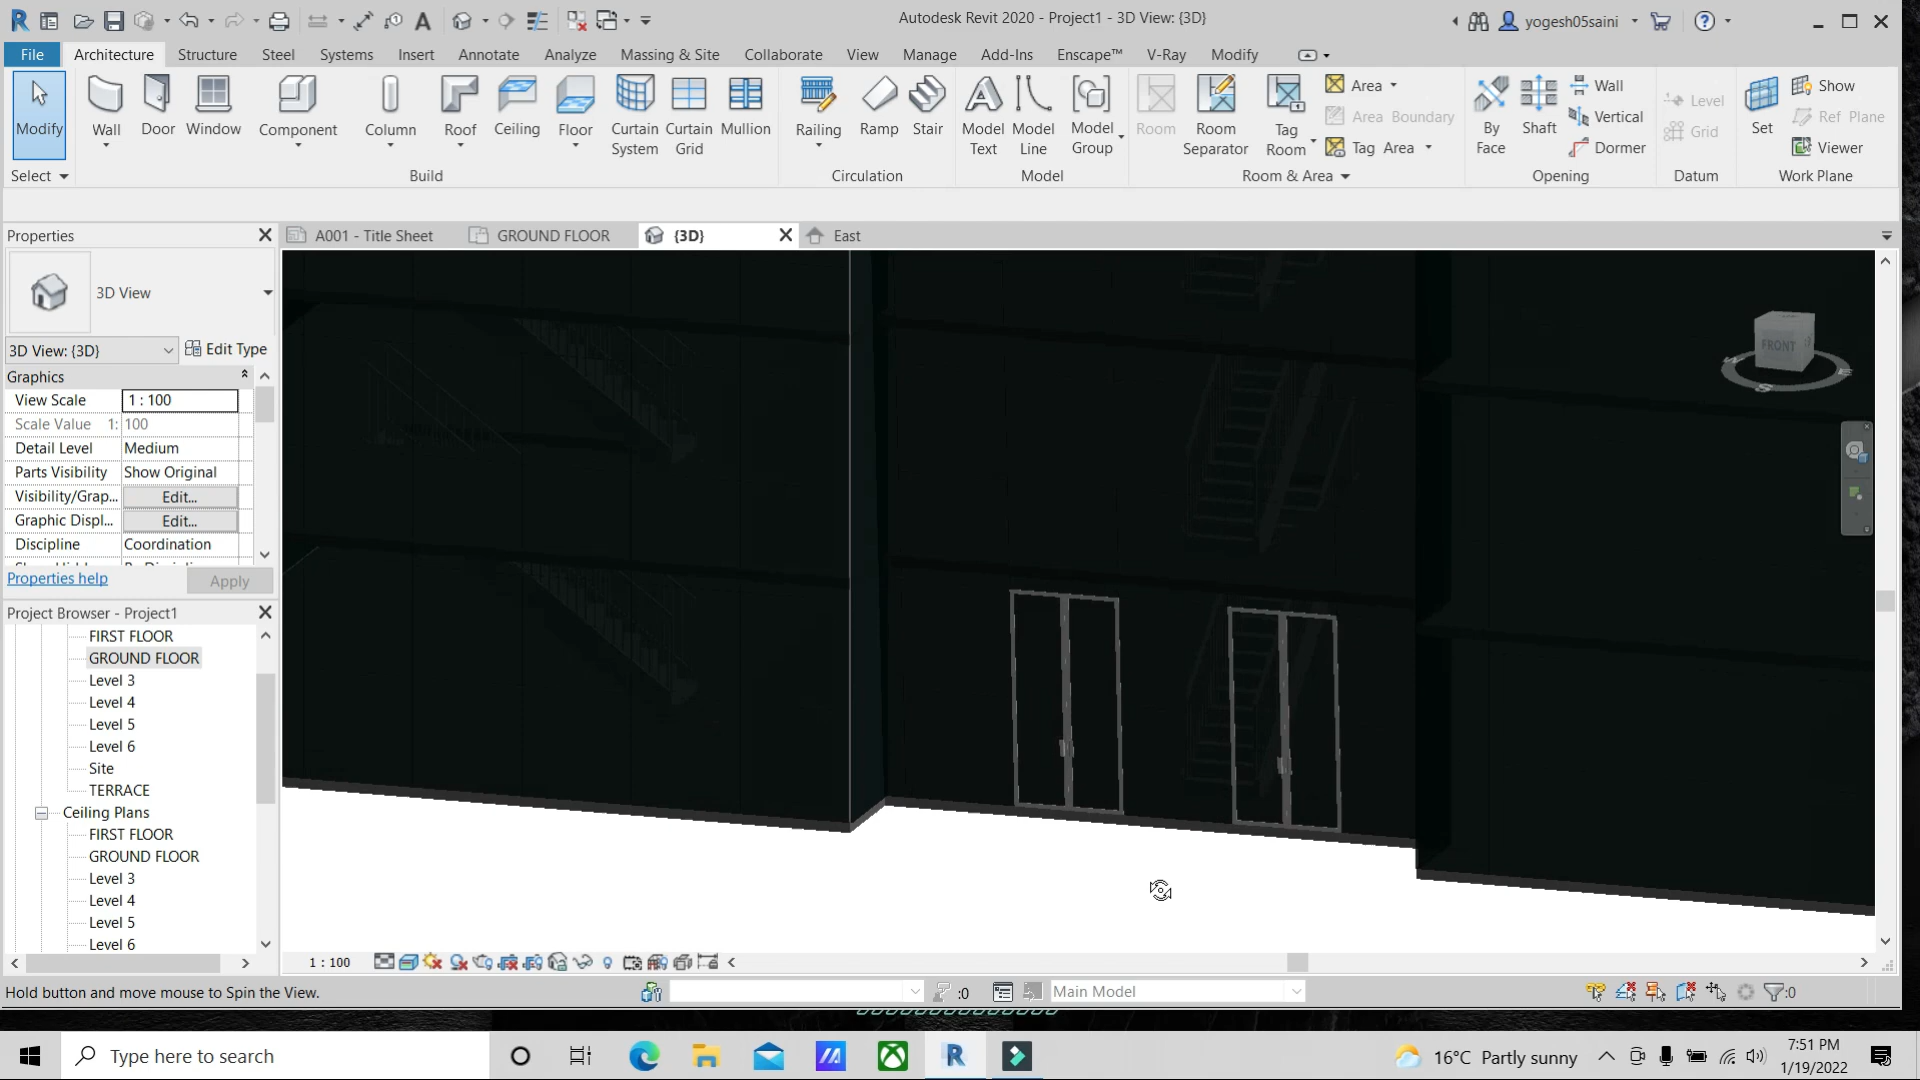 Autodesk Revit 2020 - Project1 - 3D View: {3D}
yogesh05saini
File Architecture Structure Steel Systems Insert Annotate Analyze Massing & Site Collaborate View Manage Add-Ins Enscape™ V-Ray Modify
Modify
Wall
Door
Window
Component
Column
Roof
Ceiling
Floor
Curtain System
Curtain Grid
Mullion
Railing
Ramp
Stair
Model Text
Model Line
Model Group
Room
Room Separator
Tag Room
Area
Area Boundary
Tag Area
By Face
Shaft
Wall
Vertical
Dormer
Level
Grid
Set
Show
Ref Plane
Viewer
Select
Build
Circulation
Model
Room & Area
Opening
Datum
Work Plane
Properties
A001 - Title Sheet
GROUND FLOOR
{3D}
East
3D View
3D View: {3D}
Edit Type
Graphics
View Scale 1 : 100
Scale Value 1: 100
Detail Level Medium
Parts Visibility Show Original
Visibility/Grap... Edit...
Graphic Displ... Edit...
Discipline Coordination
Properties help
Apply
Project Browser - Project1
FIRST FLOOR
GROUND FLOOR
Level 3
Level 4
Level 5
Level 6
Site
TERRACE
Ceiling Plans
FIRST FLOOR
GROUND FLOOR
Level 3
Level 4
Level 5
Level 6
FRONT
S
1 : 100
Hold button and move mouse to Spin the View.
:0
Main Model
:0
Type here to search
16°C Partly sunny
7:51 PM
1/19/2022